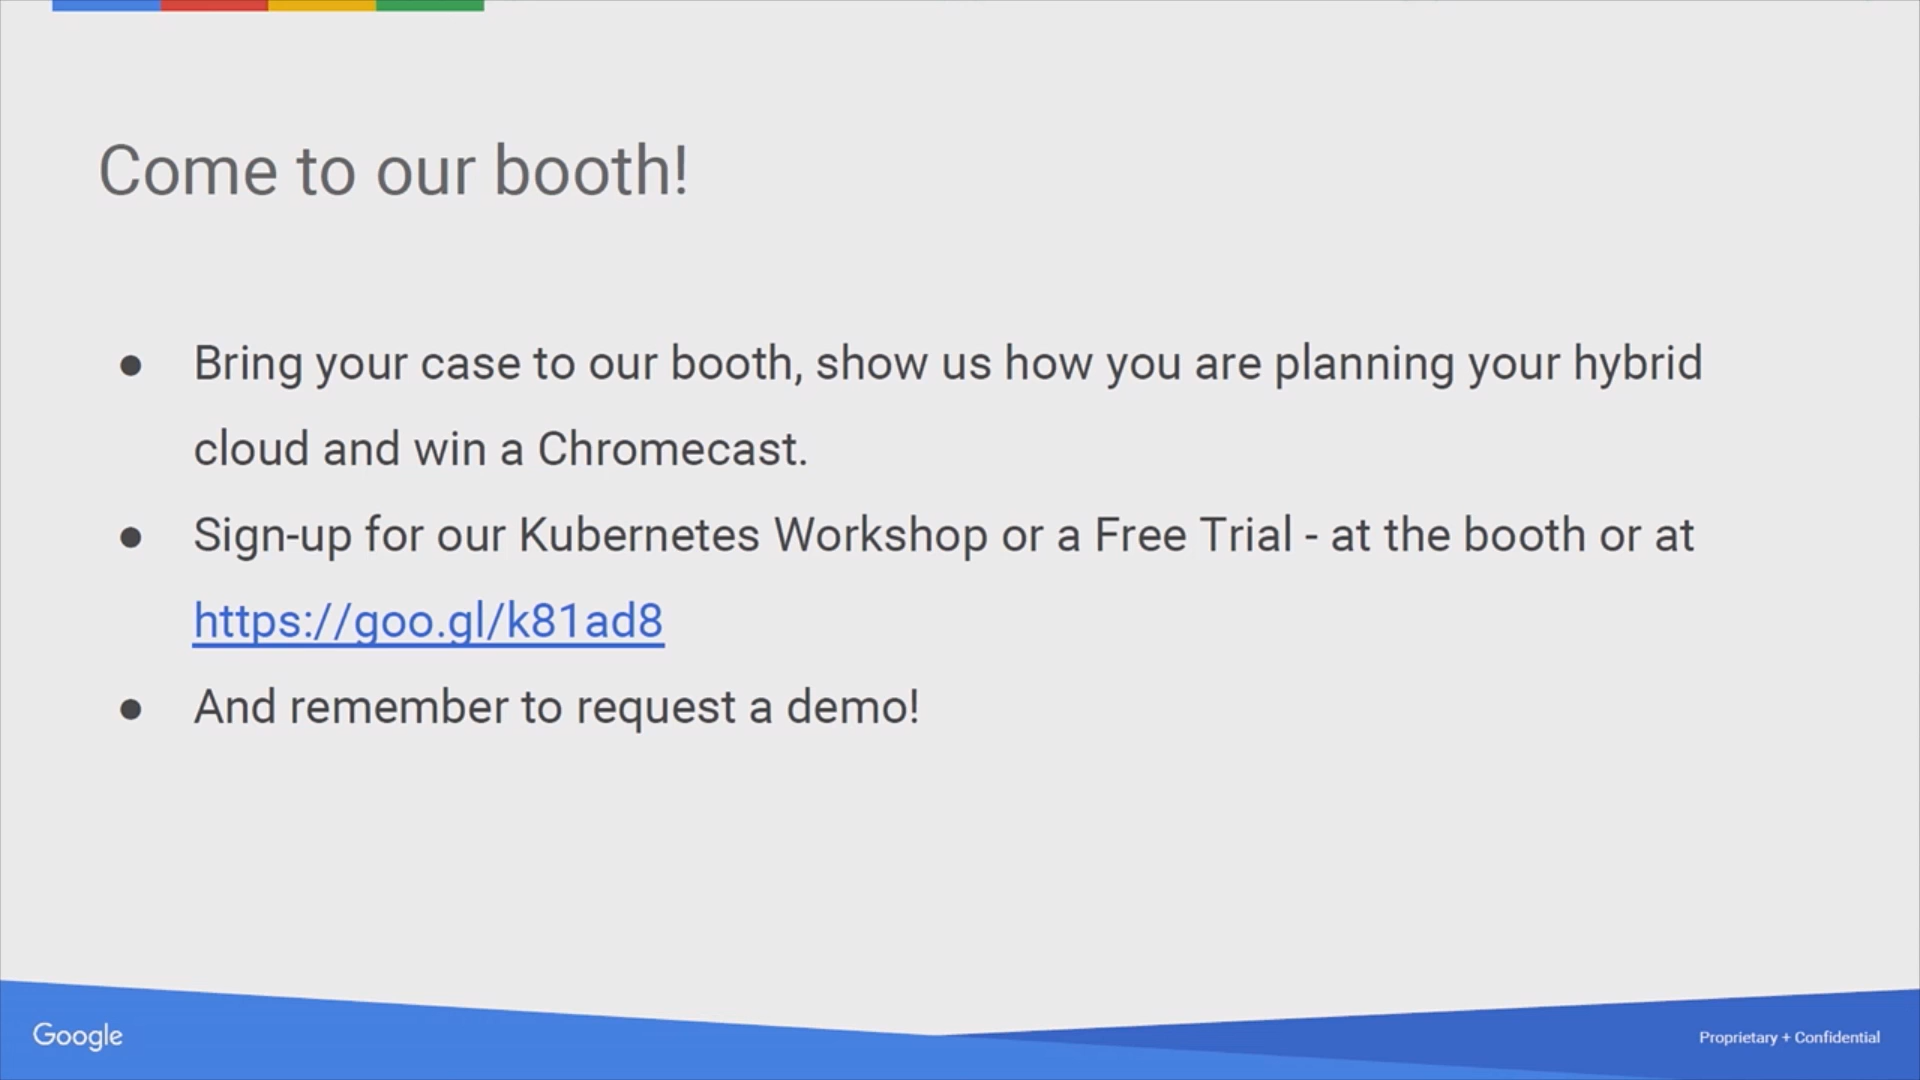 Come to our booth!
● Bring your case to our booth, show us how you are planning your hybrid
cloud and win a Chromecast.
● Sign-up for our Kubernetes Workshop or a Free Trial - at the booth or at
https://goo.gl/k81ad8
● And remember to request a demo!
Google
Proprietary + Confidential